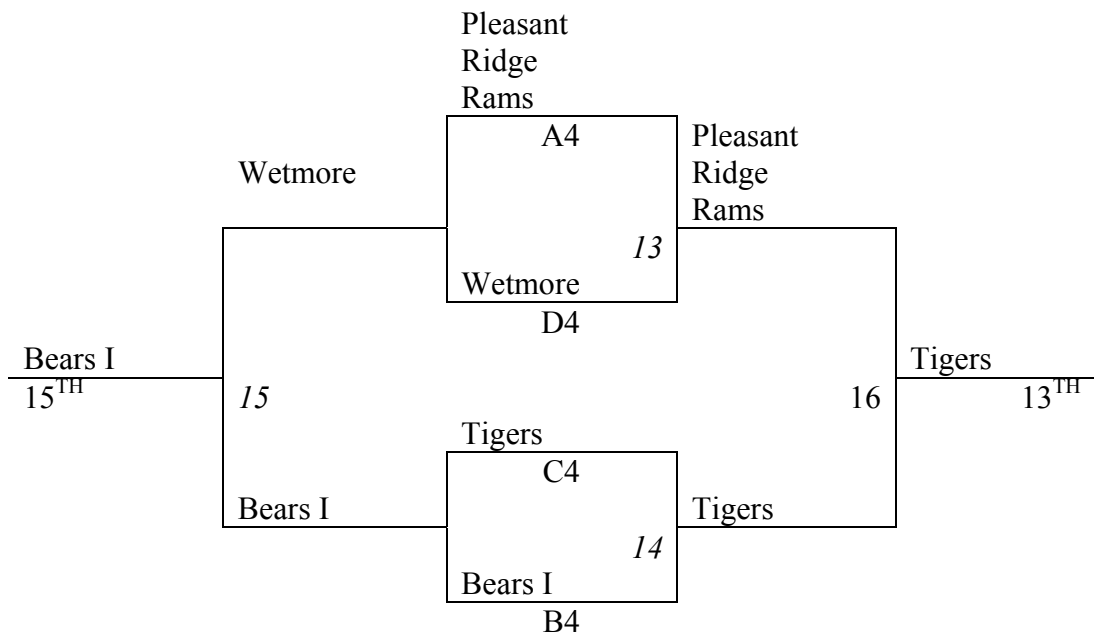 Pleasant
Ridge
Rams
A4
Pleasant
Ridge
Rams
Wetmore
13
Wetmore
D4
Bears I
15TH
15
16
Tigers
13TH
Tigers
C4
Bears I
Tigers
14
Bears I
B4